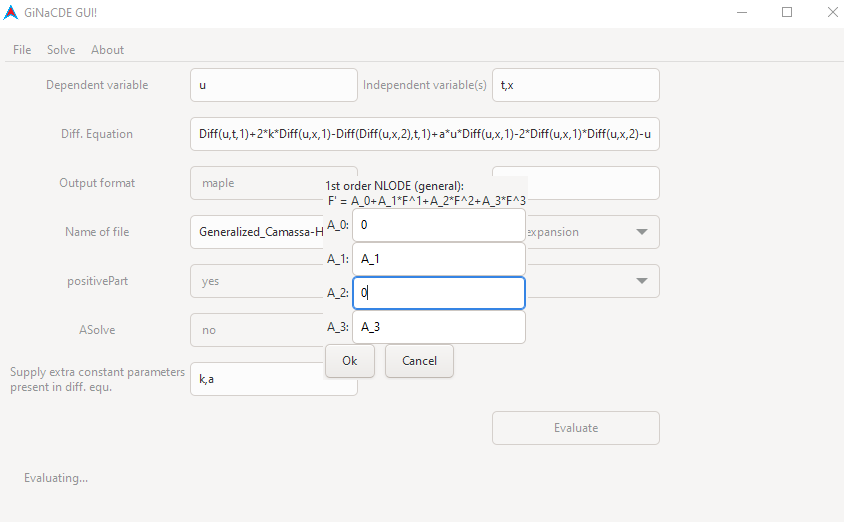 GiNaCDE GUI!
File Solve About
Dependent variable u Independent variable(s) t,x
Diff. Equation Diff(u,t,1)+2*k*Diff(u,x,1)-Diff(Diff(u,x,2),t,1)+a*u*Diff(u,x,1)-2*Diff(u,x,1)*Diff(u,x,2)-u
Output format maple
1st order NLODE (general):
F' = A_0+A_1*F^1+A_2*F^2+A_3*F^3
Name of file Generalized_Camassa-H A_0: 0 expansion
A_1: A_1
positivePart yes A_2: 0
ASolve no A_3: A_3
Ok Cancel
Supply extra constant parameters
present in diff. equ. k,a
Evaluate
Evaluating...